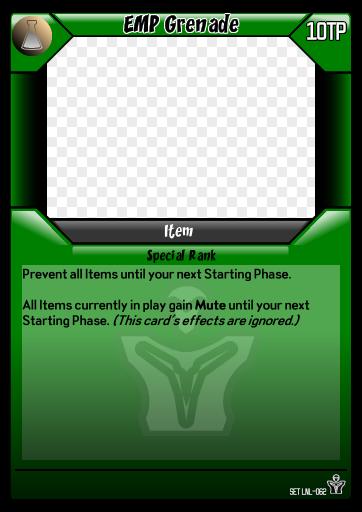 EMP Grenade
10TP
Item
Special Rank
Prevent all Items until your next Starting Phase.
All Items currently in play gain Mute until your next
Starting Phase. (This card's effects are ignored.)
SET LNL-062